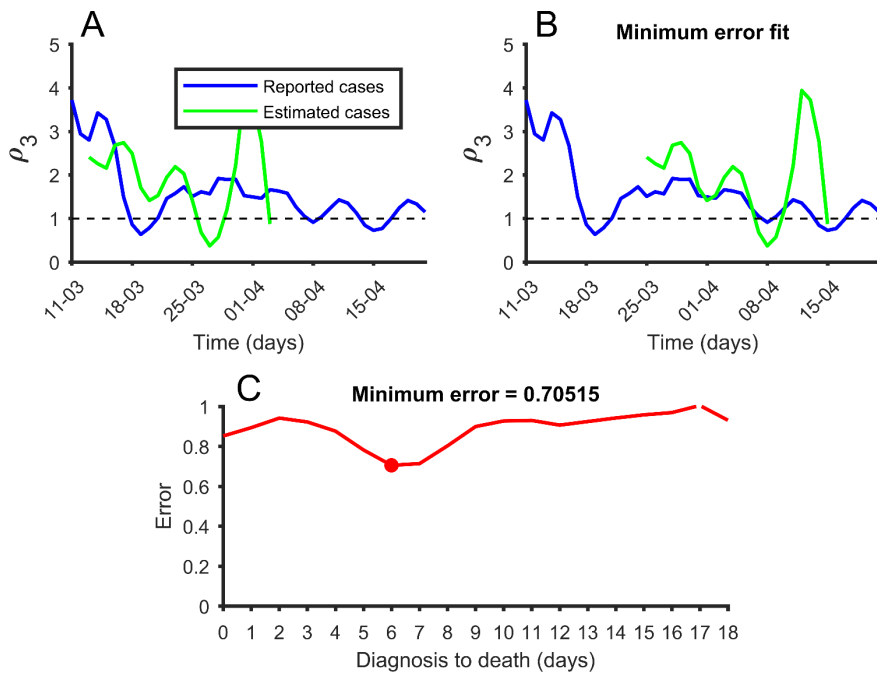 A
5
4
3
2
1
0
ρ3
Reported cases
Estimated cases
11-03
18-03
25-03
01-04
08-04
15-04
Time (days)
B
Minimum error fit
5
4
3
2
1
0
ρ3
11-03
18-03
25-03
01-04
08-04
15-04
Time (days)
C
Minimum error = 0.70515
1
0.8
0.6
0.4
0.2
0
Error
0 1 2 3 4 5 6 7 8 9 10 11 12 13 14 15 16 17 18
Diagnosis to death (days)